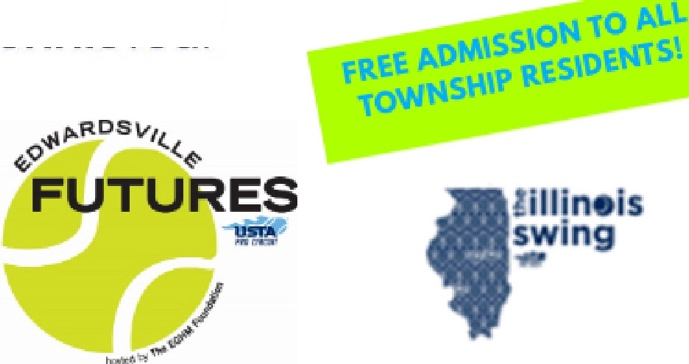 FREE ADMISSION TO ALL
TOWNSHIP RESIDENTS!
EDWARDSVILLE
FUTURES
USTA
PRO CIRCUIT
hosted by The EGHM Foundation
the illinois
swing